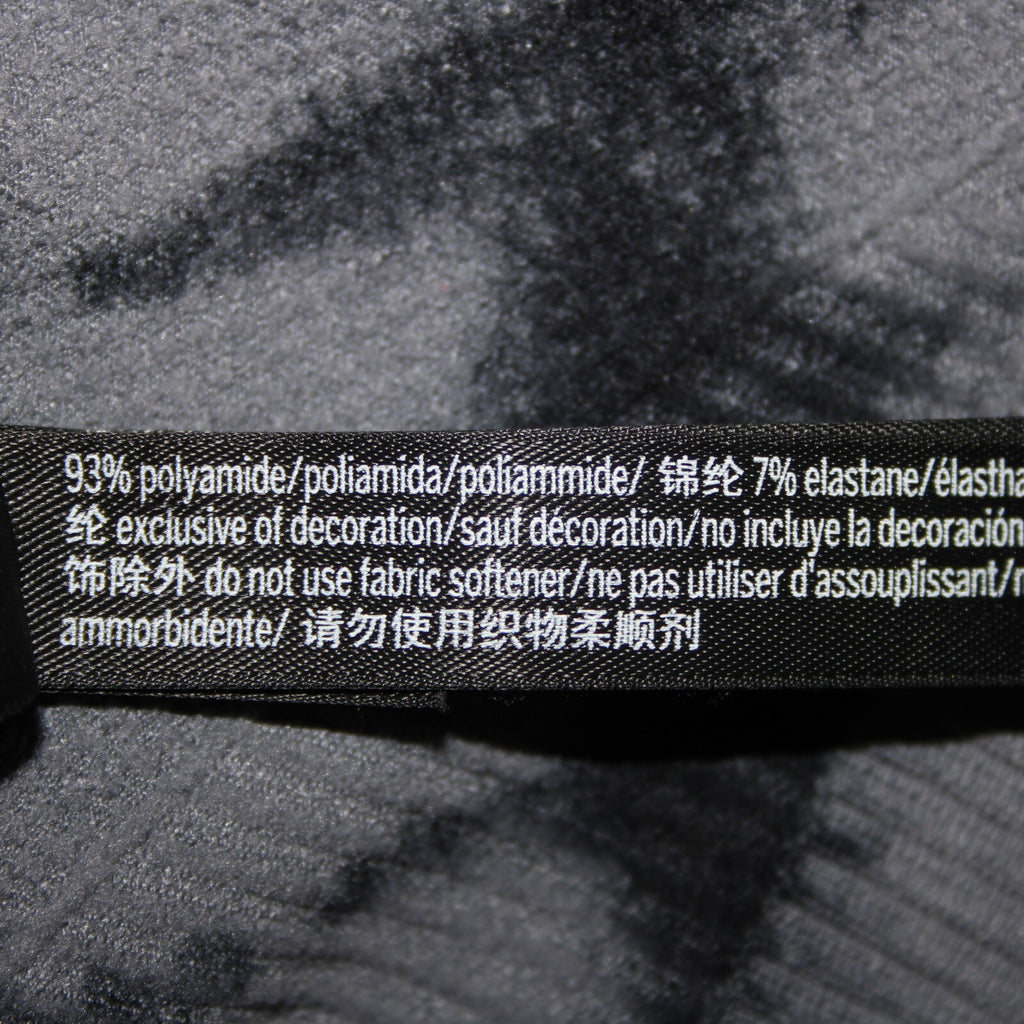 93% polyamide/poliamida/poliammide/ 锦纶 7% elastane/élastha
纶 exclusive of decoration/sauf décoration/no incluye la decoración
饰除外 do not use fabric softener/ne pas utiliser d'assouplissant/
ammorbidente/ 请勿使用织物柔顺剂